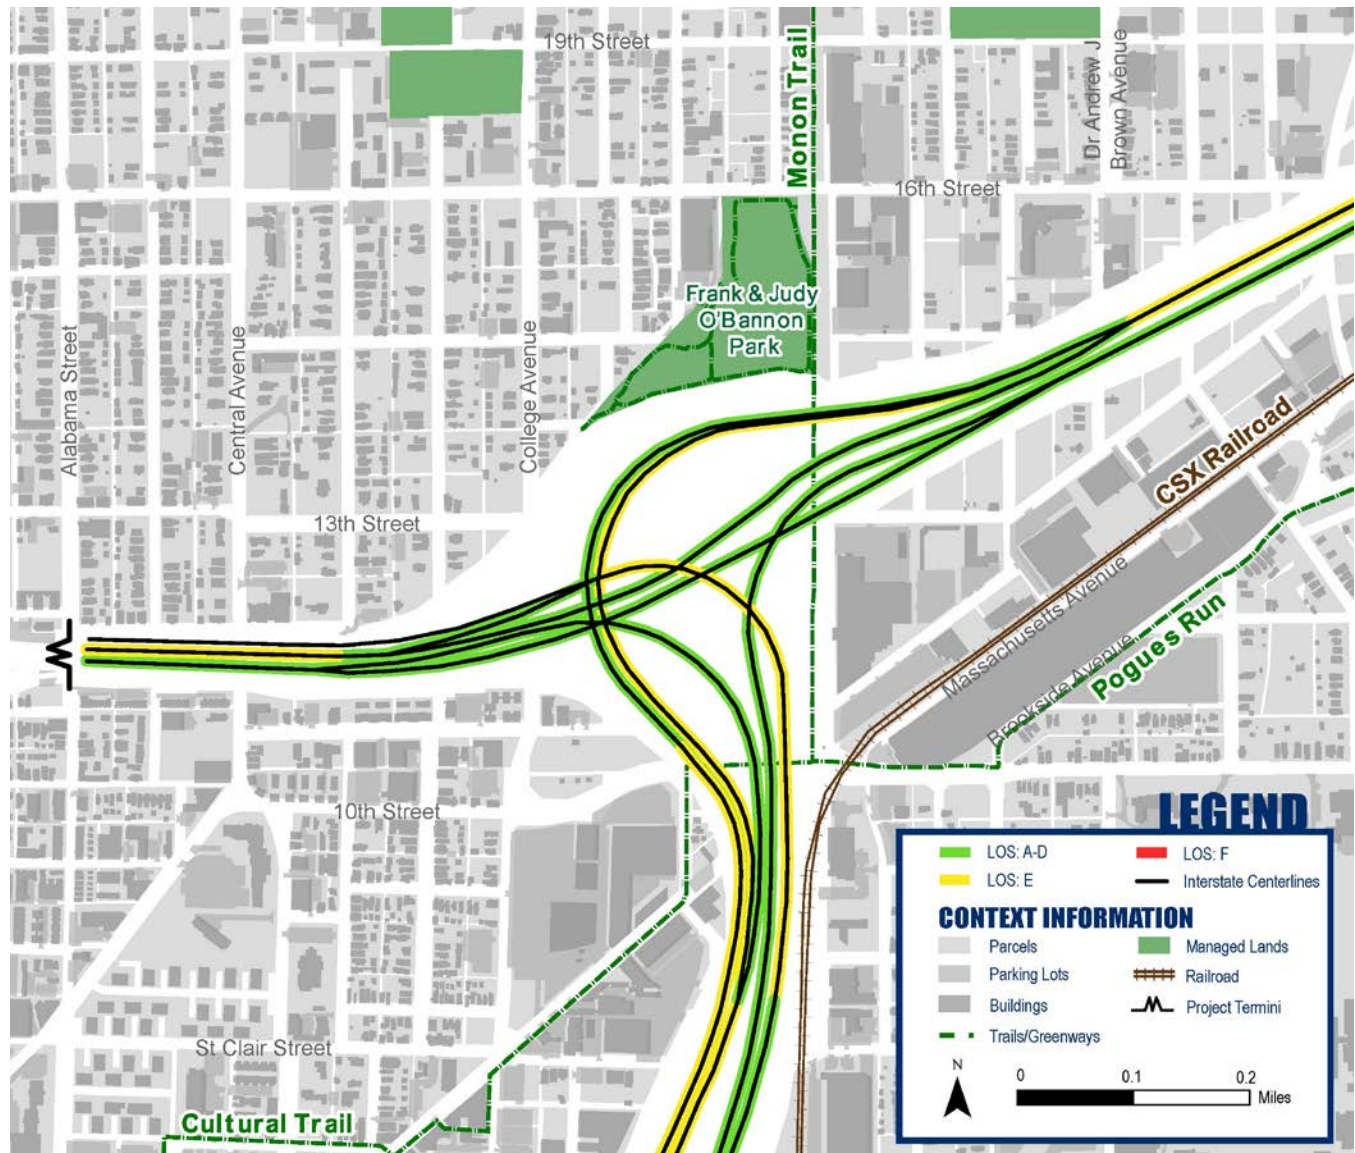 19th Street
Monon Trail
Dr Andrew J
Brown Avenue
16th Street
Frank & Judy
O'Bannon
Park
Alabama Street
Central Avenue
College Avenue
13th Street
CSX Railroad
Massachusetts Avenue
Brookside Avenue
Pogues Run
10th Street
St Clair Street
Cultural Trail
LEGEND
LOS: A-D
LOS: F
LOS: E
Interstate Centerlines
CONTEXT INFORMATION
Parcels
Managed Lands
Parking Lots
Railroad
Buildings
Project Termini
Trails/Greenways
N
0 0.1 0.2
Miles